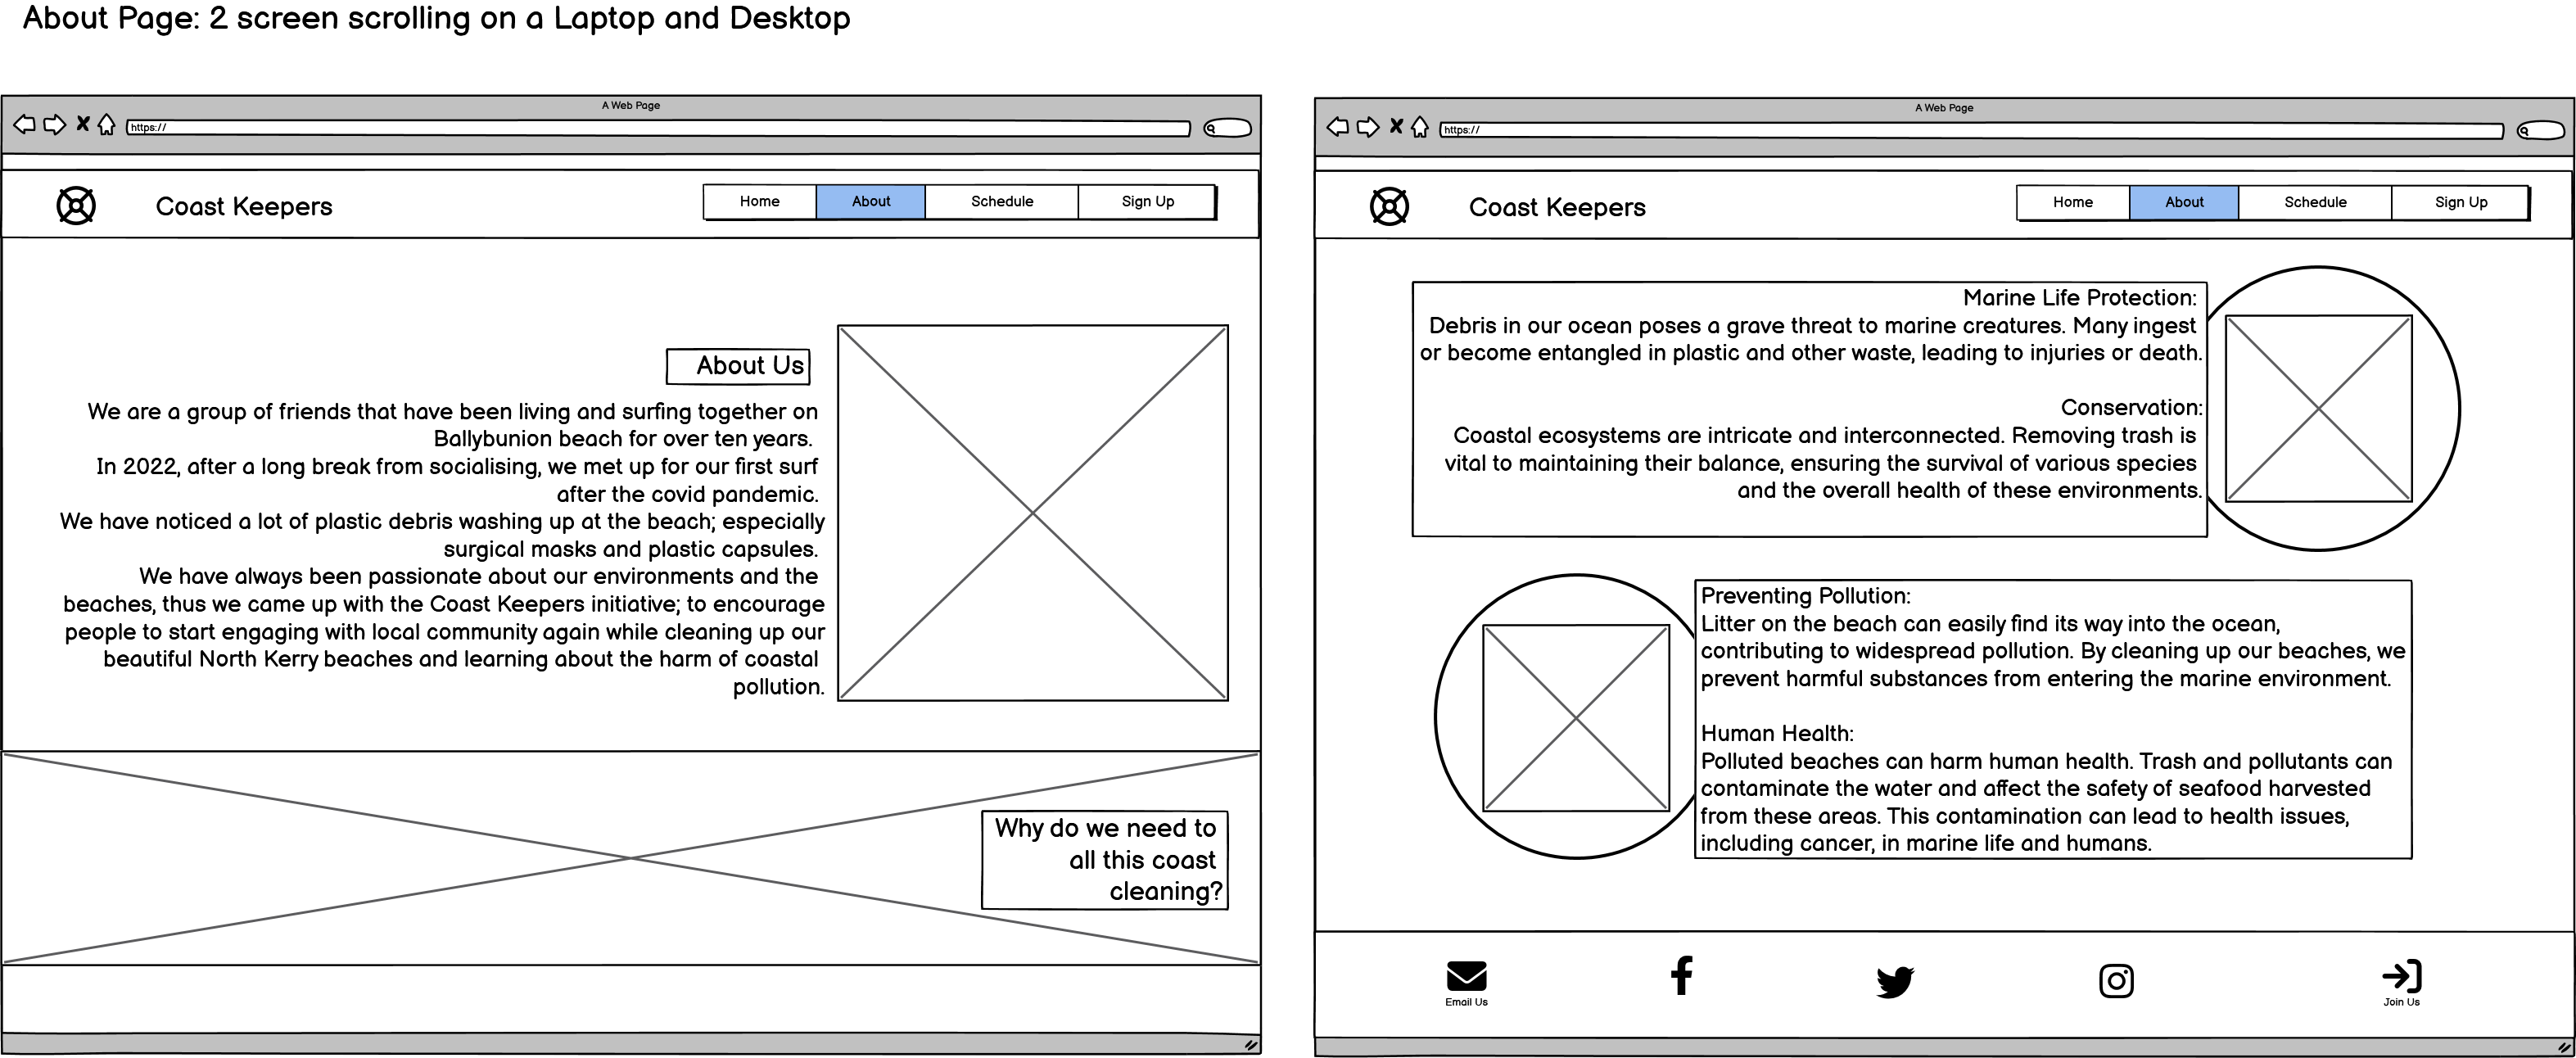 About Page: 2 screen scrolling on a Laptop and Desktop
A Web Page
https://
Coast Keepers
Home
About
Schedule
Sign Up
About Us
We are a group of friends that have been living and surfing together on
Ballybunion beach for over ten years.
In 2022, after a long break from socialising, we met up for our first surf
after the covid pandemic.
We have noticed a lot of plastic debris washing up at the beach; especially
surgical masks and plastic capsules.
We have always been passionate about our environments and the
beaches, thus we came up with the Coast Keepers initiative; to encourage
people to start engaging with local community again while cleaning up our
beautiful North Kerry beaches and learning about the harm of coastal
pollution.
Why do we need to
all this coast
cleaning?
A Web Page
https://
Coast Keepers
Home
About
Schedule
Sign Up
Marine Life Protection:
Debris in our ocean poses a grave threat to marine creatures. Many ingest
or become entangled in plastic and other waste, leading to injuries or death.
Conservation:
Coastal ecosystems are intricate and interconnected. Removing trash is
vital to maintaining their balance, ensuring the survival of various species
and the overall health of these environments.
Preventing Pollution:
Litter on the beach can easily find its way into the ocean,
contributing to widespread pollution. By cleaning up our beaches, we
prevent harmful substances from entering the marine environment.
Human Health:
Polluted beaches can harm human health. Trash and pollutants can
contaminate the water and affect the safety of seafood harvested
from these areas. This contamination can lead to health issues,
including cancer, in marine life and humans.
Email Us
Join Us